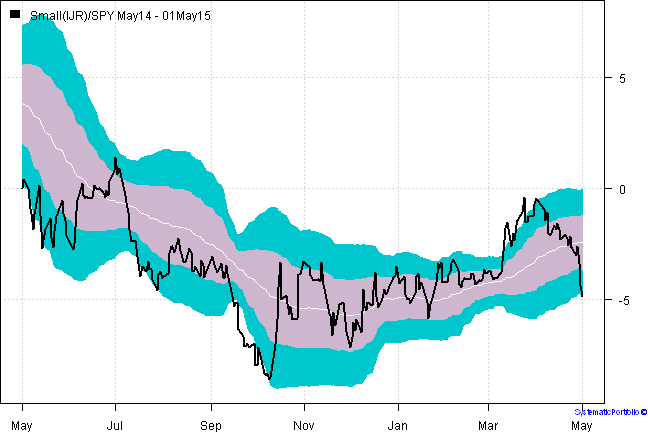 Small(IJR)/SPY May14 - 01May15
5
0
-5
May Jul Sep Nov Jan Mar May
SystematicPortfolio ©